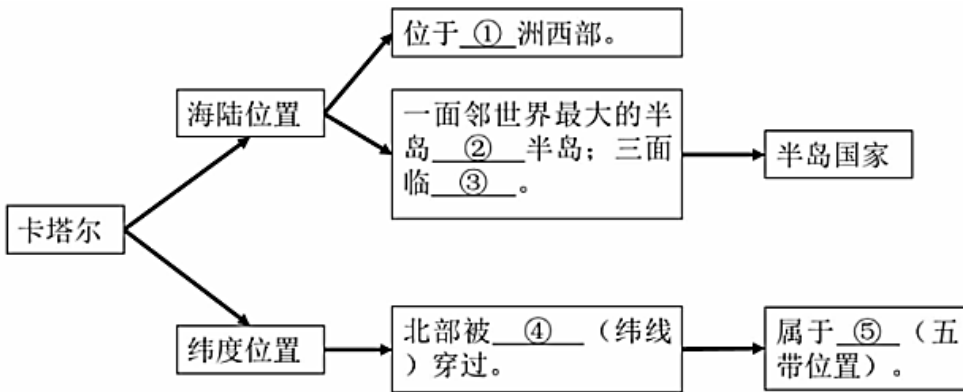 位于 ① 洲西部。
海陆位置
一面邻世界最大的半
岛 ② 半岛；三面
临 ③ 。
半岛国家
卡塔尔
纬度位置
北部被 ④ （纬线
）穿过。
属于 ⑤ （五
带位置）。